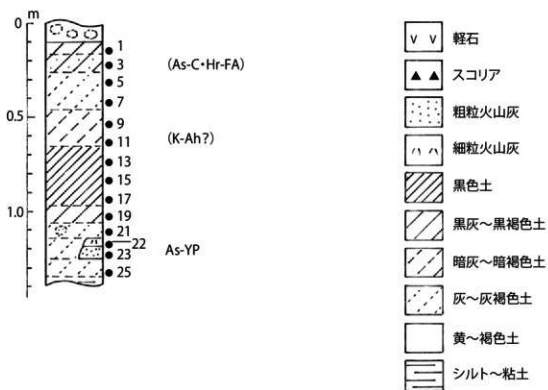 0
m
1
3
(As-C・Hr-FA)
5
7
0.5
9
11
(K-Ah?)
13
15
17
1.0
19
21
22
23
As-YP
25
軽石
スコリア
粗粒火山灰
細粒火山灰
黒色土
黒灰～黒褐色土
暗灰～暗褐色土
灰～灰褐色土
黄～褐色土
シルト～粘土